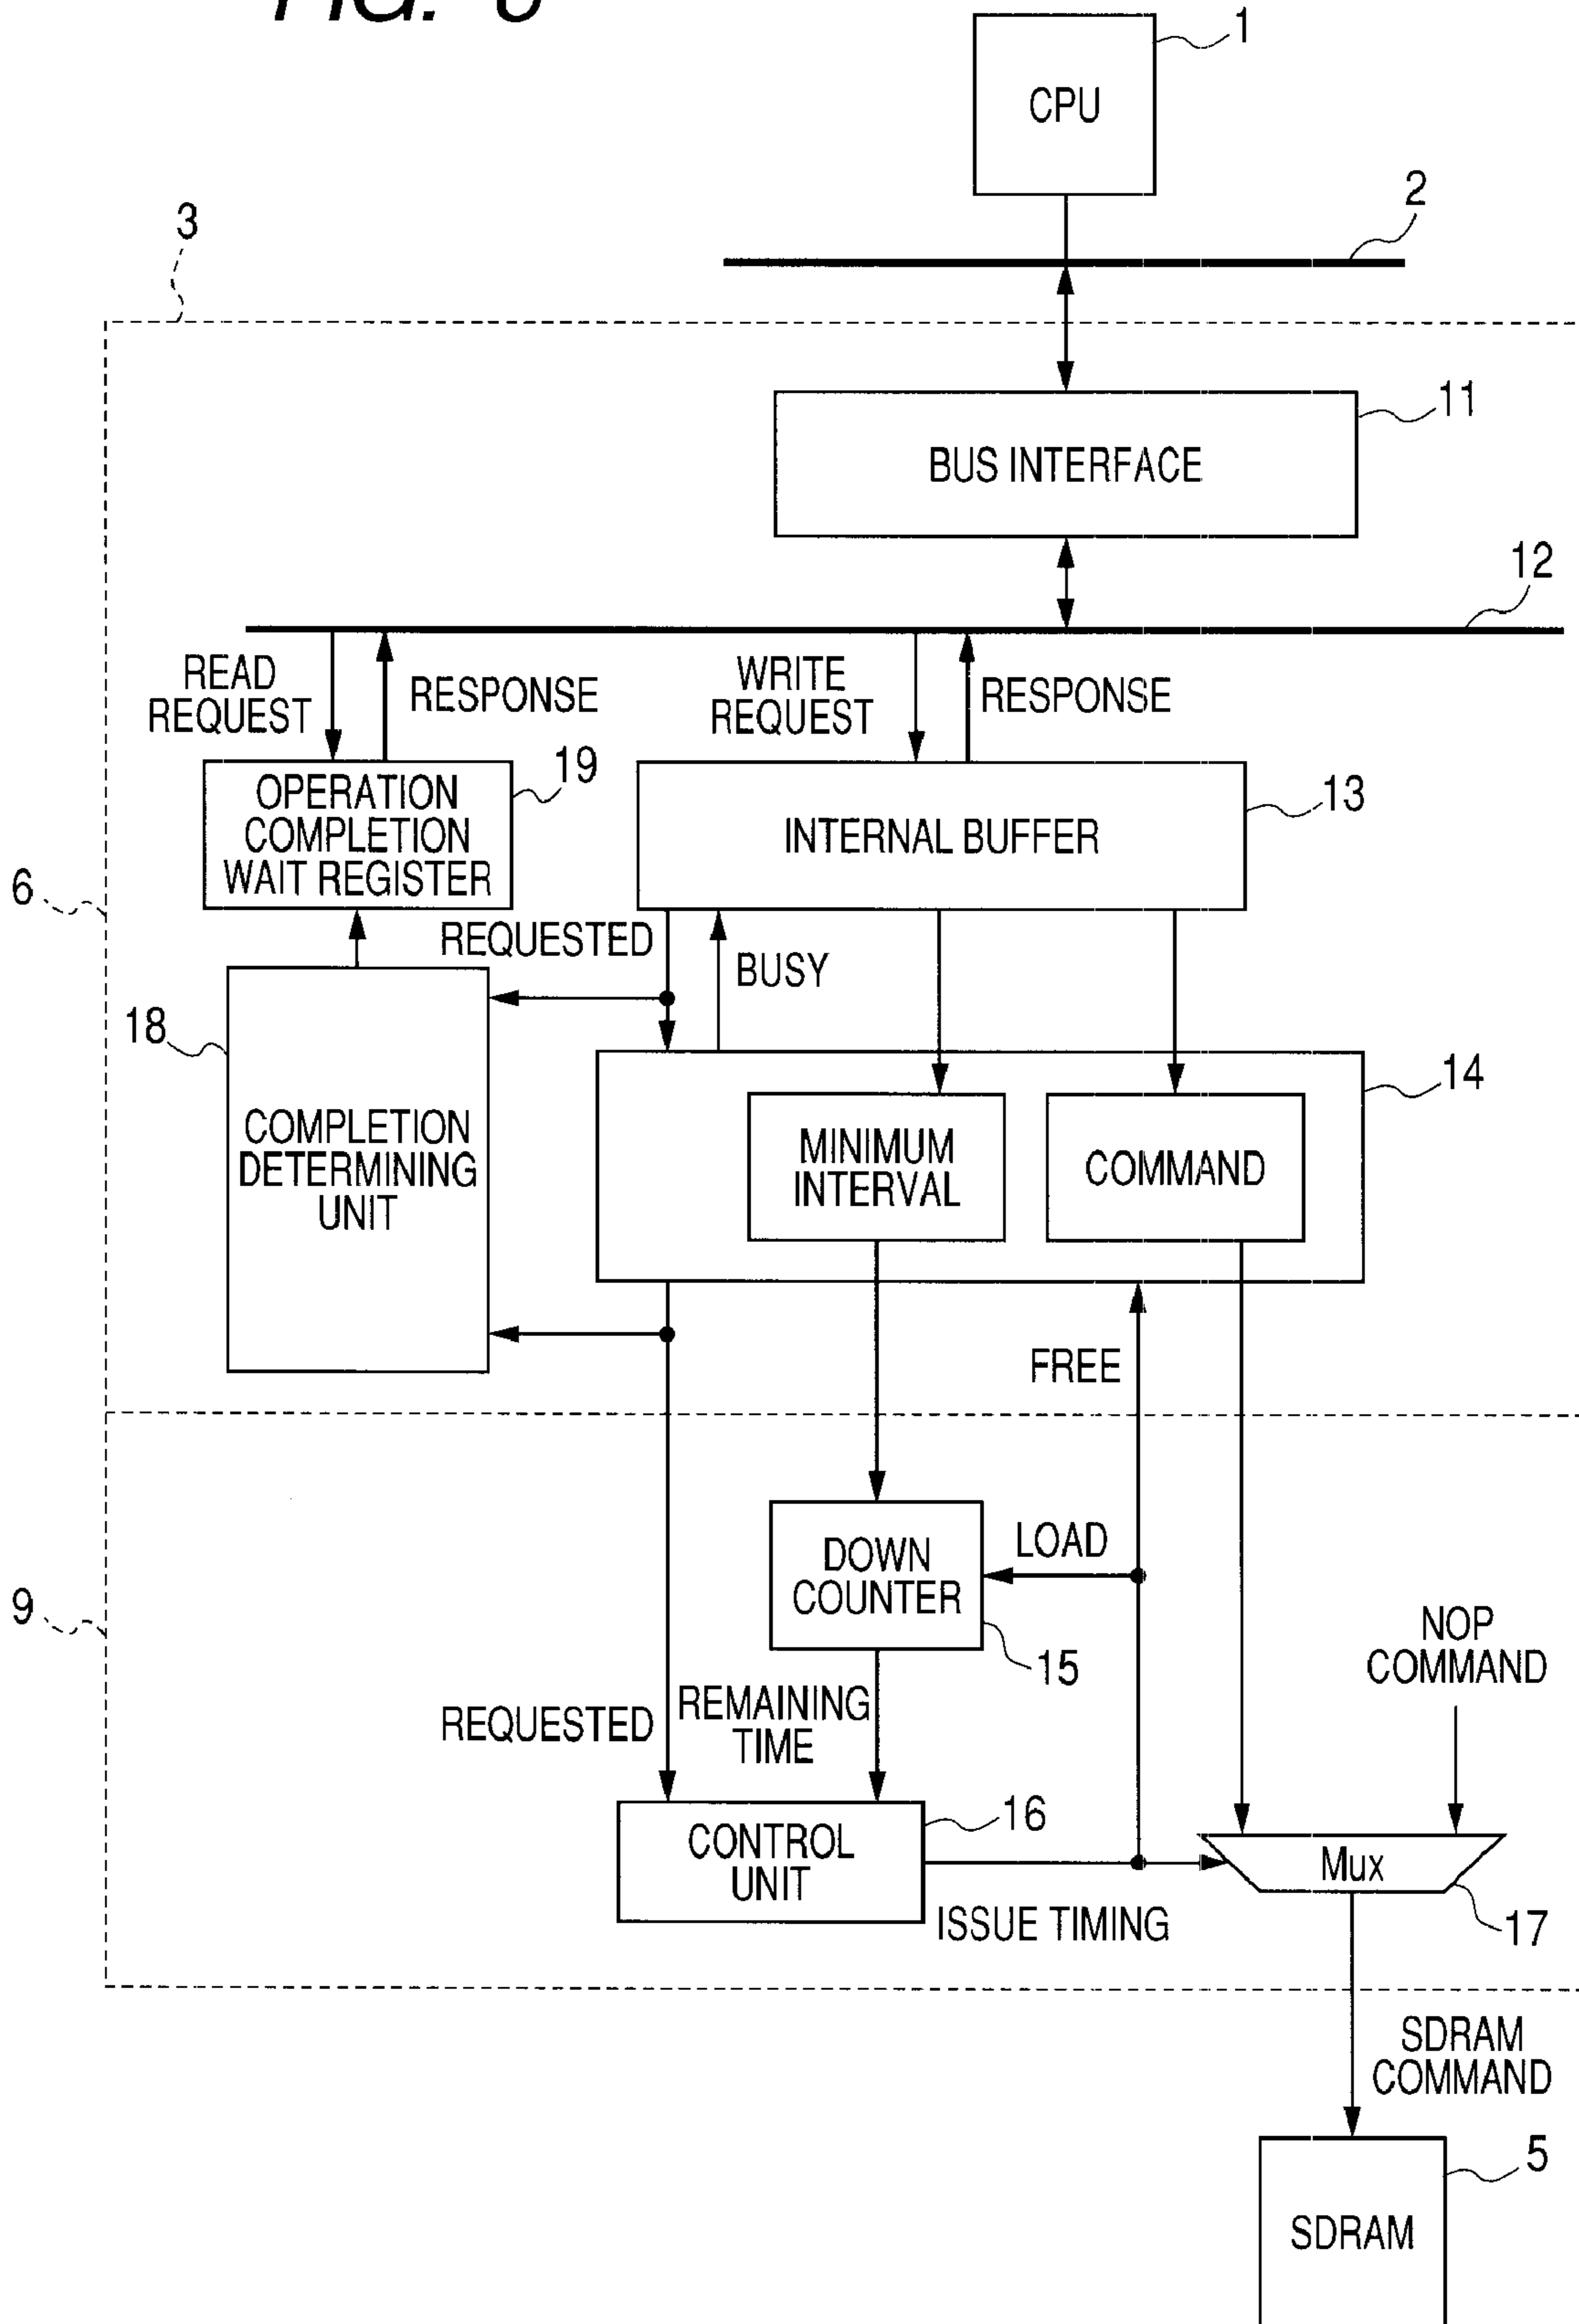 FIG.
1
CPU
2
3
11
BUS INTERFACE
12
READ
REQUEST
RESPONSE
WRITE
REQUEST
RESPONSE
19
OPERATION
COMPLETION
WAIT REGISTER
13
INTERNAL BUFFER
6
REQUESTED
BUSY
18
14
COMPLETION
DETERMINING
UNIT
MINIMUM
INTERVAL
COMMAND
FREE
9
DOWN
COUNTER
LOAD
15
NOP
COMMAND
REQUESTED
REMAINING
TIME
16
CONTROL
UNIT
Mux
ISSUE TIMING
17
SDRAM
COMMAND
5
SDRAM